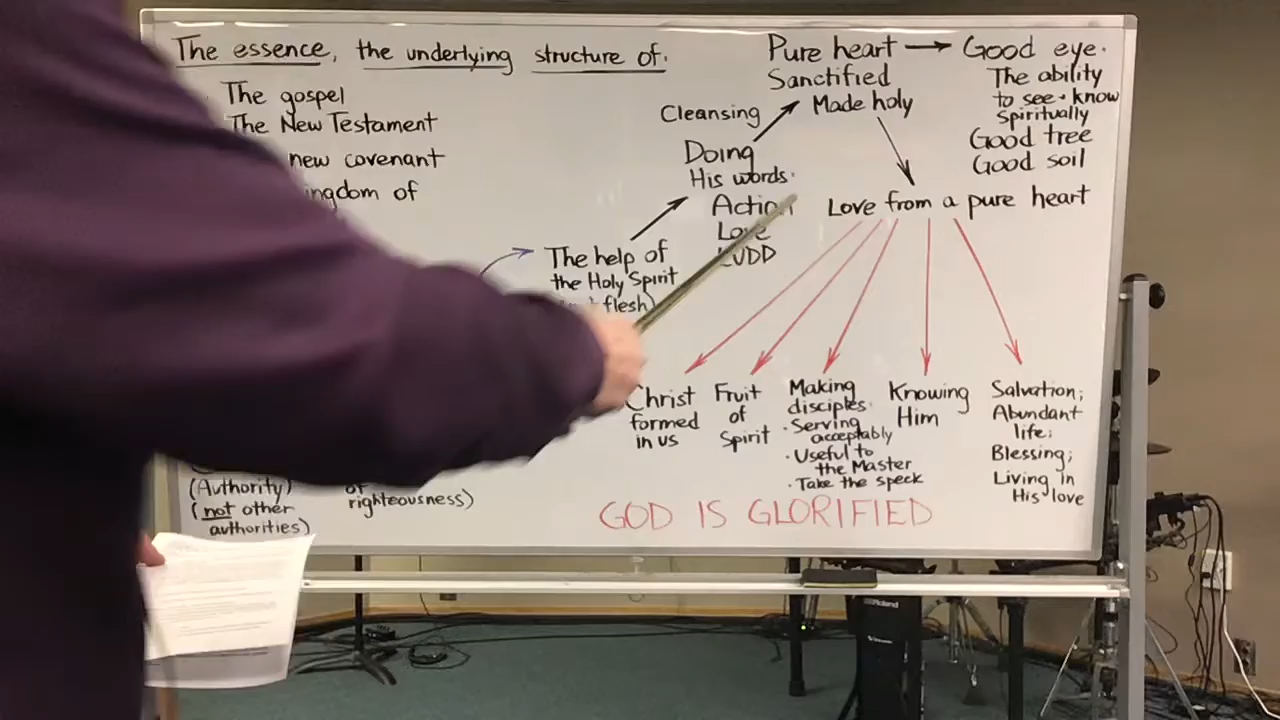 The essence, the underlying structure of:
The gospel
The New Testament
new covenant
of
(Authority)
(not other
authorities)
of
righteousness)
The help of
the Holy Spirit
flesh)
Cleansing
Doing
His words.
Action
Love
Pure heart → Good eye.
Sanctified
Made holy
The ability
to see + know
spiritually
Good tree
Good soil
Love from a pure heart
Christ
formed
in us
Fruit
of
Spirit
Making
disciples
· Serving
acceptably
· Useful to
the Master
· Take the speck
Knowing
Him
Salvation;
Abundant
life;
Blessing;
Living in
His love
GOD IS GLORIFIED
Roland